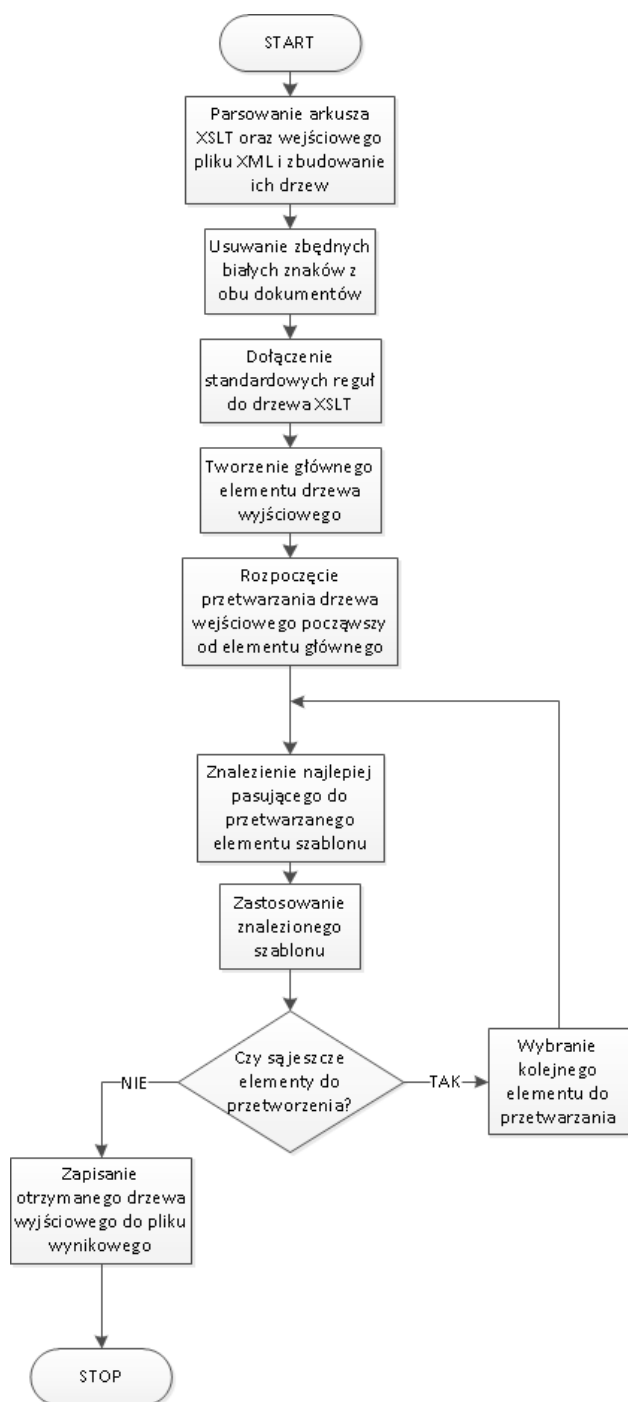 START
Parsowanie arkusza
XSLT oraz wejściowego
pliku XML i zbudowanie
ich drzew
Usuwanie zbędnych
białych znaków z
obu dokumentów
Dołączenie
standardowych reguł
do drzewa XSLT
Tworzenie głównego
elementu drzewa
wyjściowego
Rozpoczęcie
przetwarzania drzewa
wejściowego począwszy
od elementu głównego
Znalezienie najlepiej
pasującego do
przetwarzanego
elementu szablonu
Zastosowanie
znalezionego
szablonu
Czy sąjeszcze
elementy do
przetworzenia?
NIE
TAK
Wybranie
kolejnego
elementu do
przetwarzania
Zapisanie
otrzymanego drzewa
wyjściowego do pliku
wynikowego
STOP